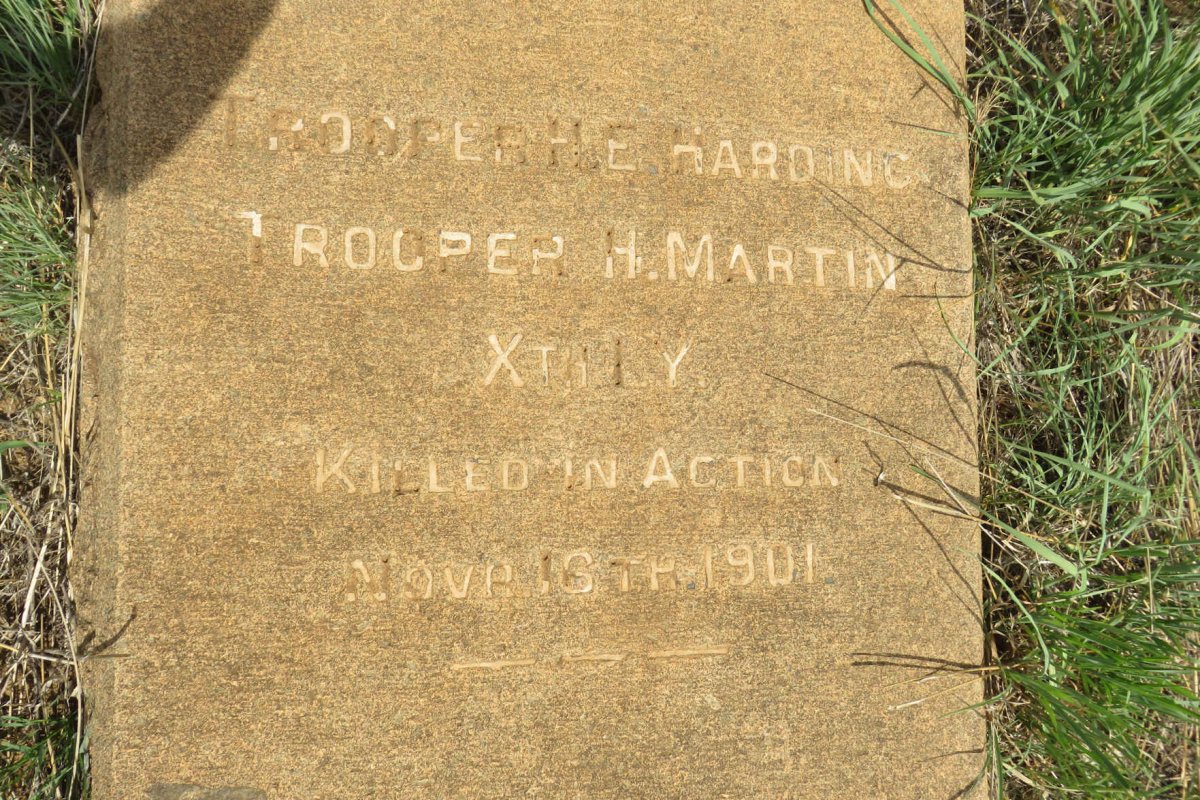 TROOPER H.E. HARDING
TROOPER H. MARTIN
XTH I.Y.
KILLED IN ACTION
NOVR. 16TH 1901